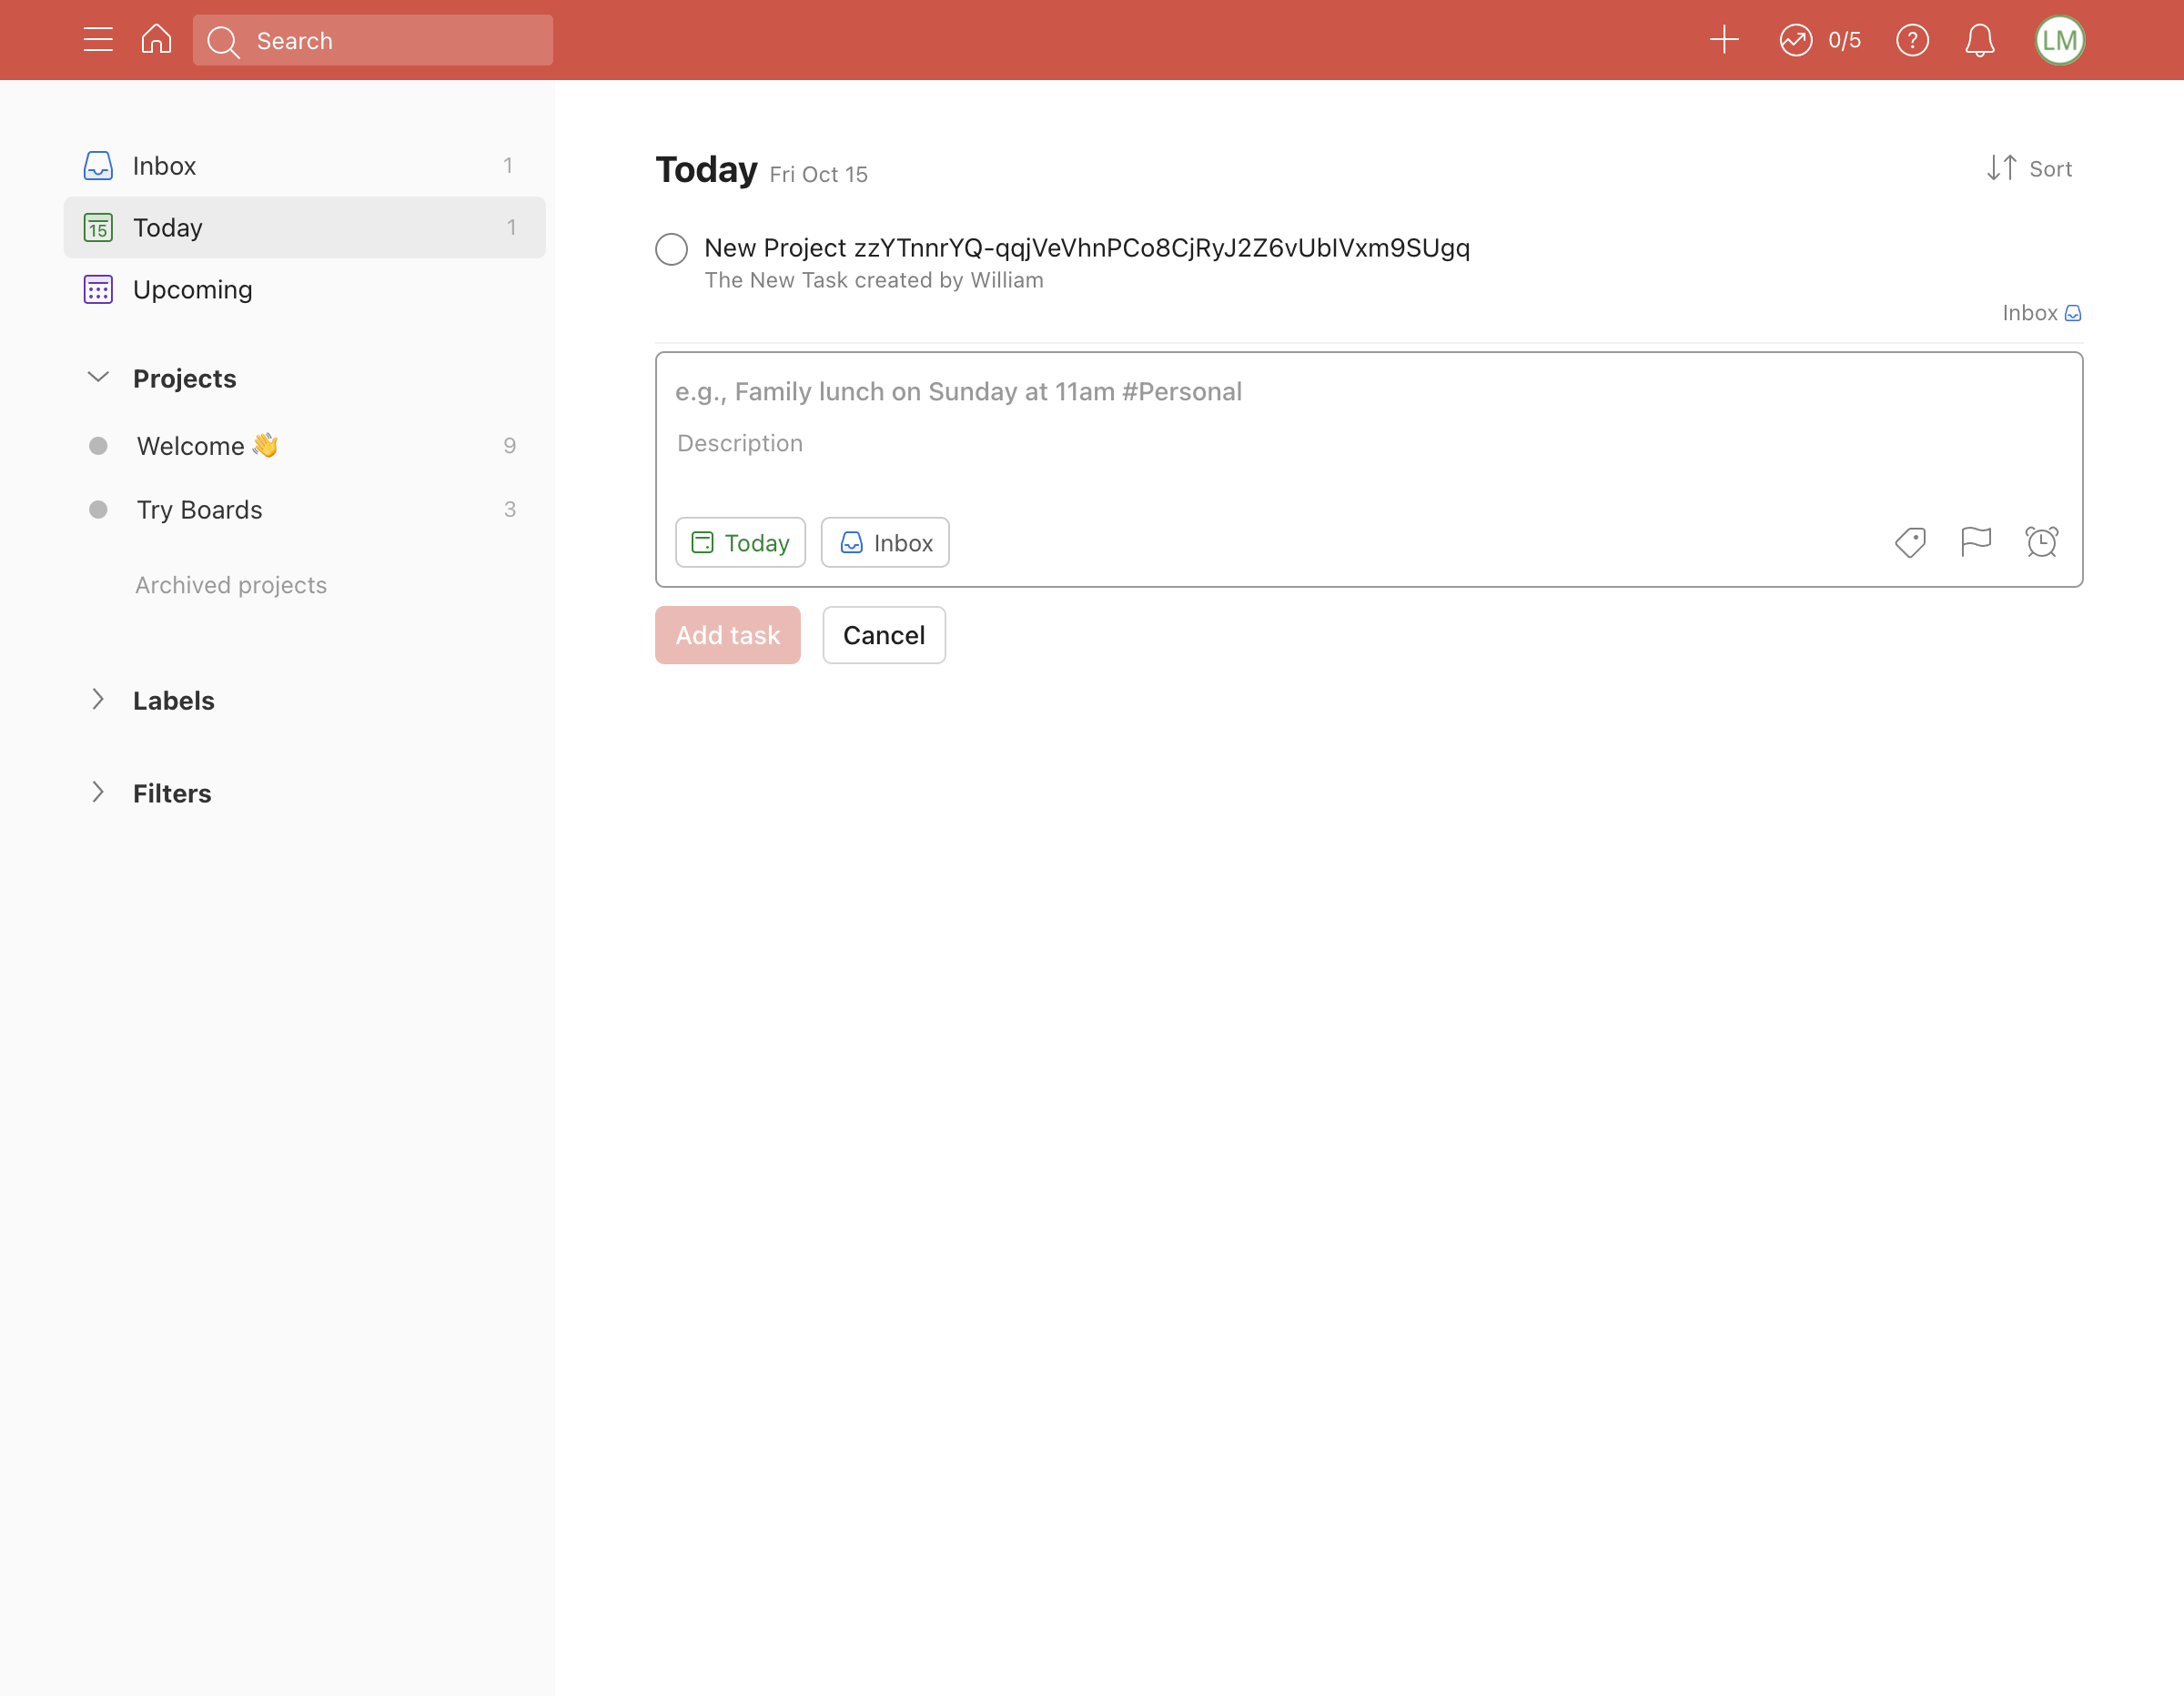 Search
0/5
?
LM
Inbox 1
15 Today 1
Upcoming
Projects
Welcome 👋 9
Try Boards 3
Archived projects
Labels
Filters
Today Fri Oct 15
Sort
New Project zzYTnnrYQ-qqjVeVhnPCo8CjRyJ2Z6vUbIVxm9SUgq
The New Task created by William
Inbox
e.g., Family lunch on Sunday at 11am #Personal
Description
Today Inbox
Add task Cancel